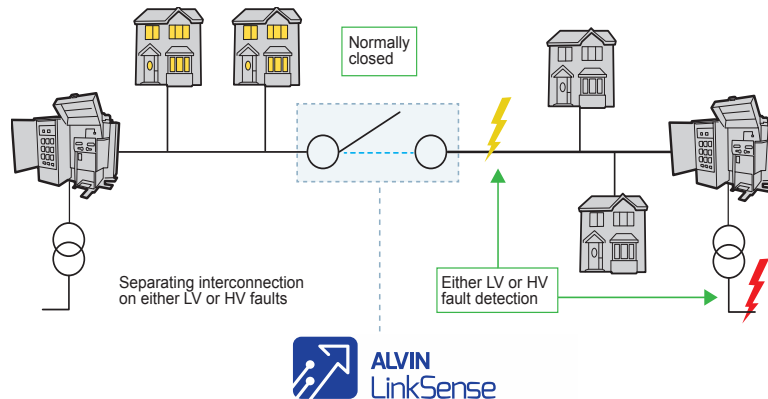 Normally
closed
Separating interconnection
on either LV or HV faults
Either LV or HV
fault detection
ALVIN
LinkSense